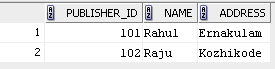 PUBLISHER_ID NAME ADDRESS
1 101 Rahul Ernakulam
2 102 Raju Kozhikode